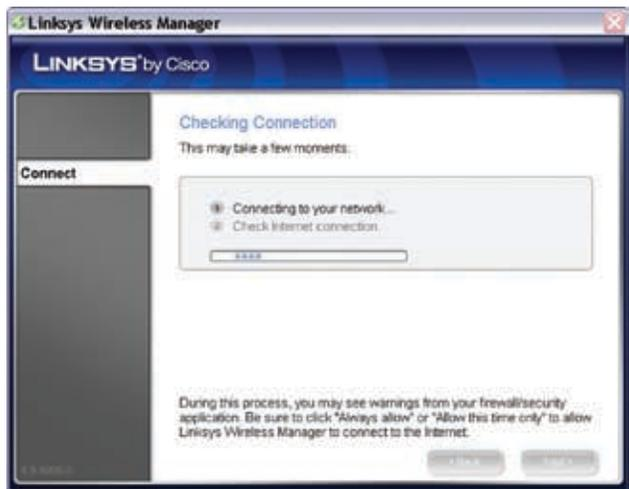 Linksys Wireless Manager
LINKSYS® by Cisco
Checking Connection
This may take a few moments.
Connect
Connecting to your network...
Check Internet connection.
During this process, you may see warnings from your firewall/security
application. Be sure to click "Always allow" or "Allow this time only" to allow
Linksys Wireless Manager to connect to the Internet.